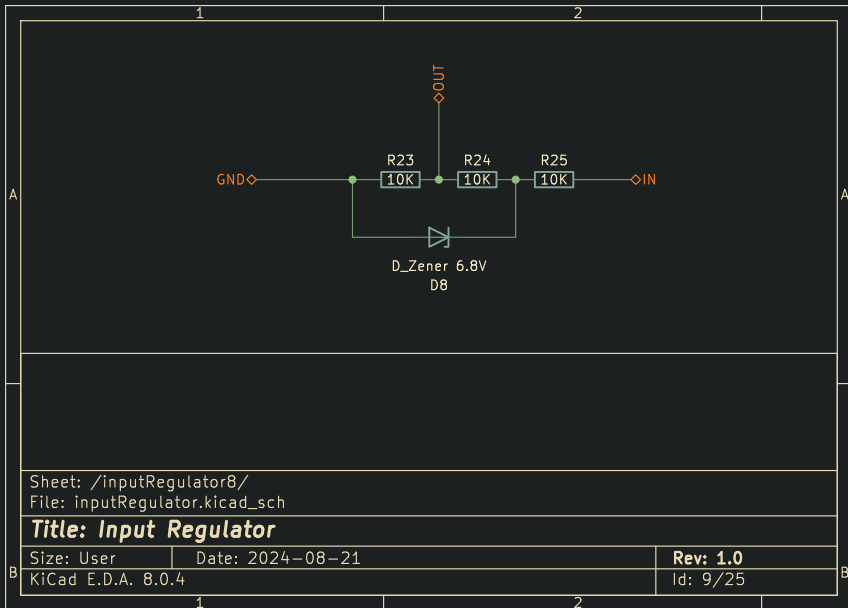 1 2
OUT
R23 R24 R25
GND 10K 10K 10K IN
A A
D_Zener 6.8V
D8
Sheet: /inputRegulator8/
File: inputRegulator.kicad_sch
Title: Input Regulator
Size: User Date: 2024-08-21 Rev: 1.0
B B
KiCad E.D.A. 8.0.4 Id: 9/25
1 2